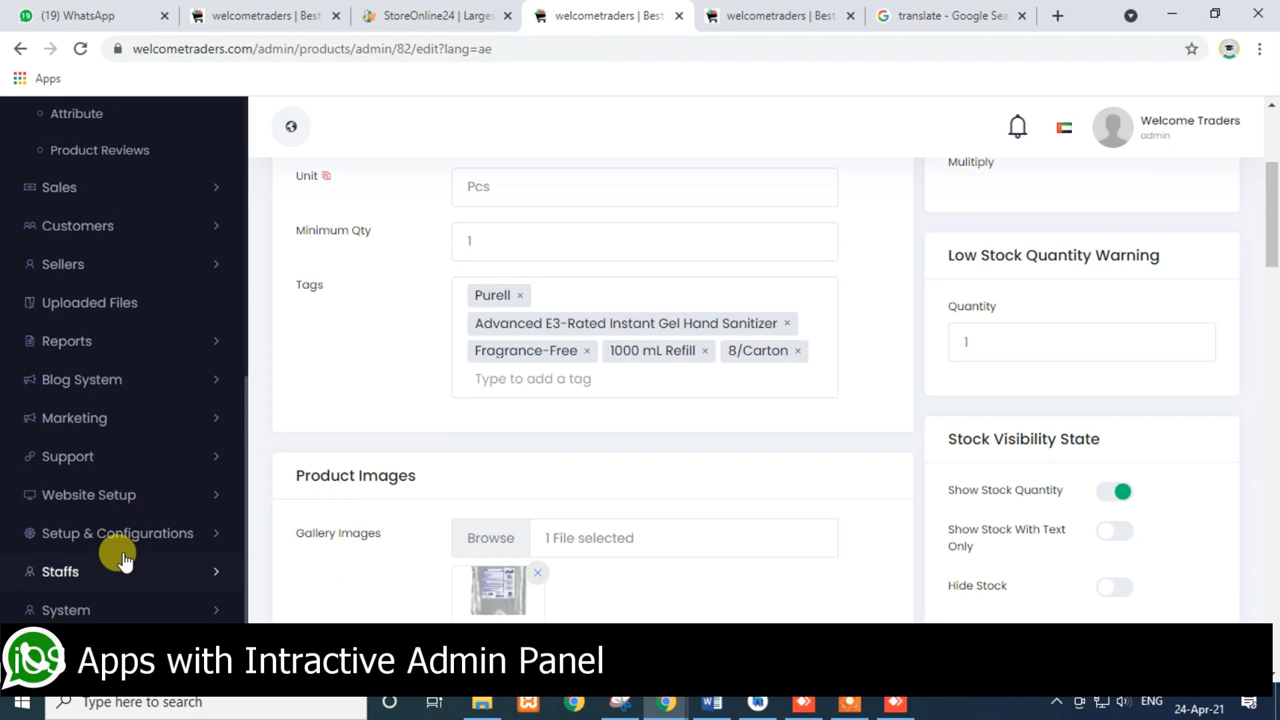 (19) WhatsApp
welcometraders | Best
StoreOnline24 | Larges
welcometraders | Best
welcometraders | Best
translate - Google Sea
welcometraders.com/admin/products/admin/82/edit?lang=ae
Apps
Attribute
Product Reviews
Sales
Customers
Sellers
Uploaded Files
Reports
Blog System
Marketing
Support
Website Setup
Setup & Configurations
Staffs
System
Welcome Traders
admin
Unit
Pcs
Minimum Qty
1
Tags
Purell ×
Advanced E3-Rated Instant Gel Hand Sanitizer ×
Fragrance-Free × 1000 mL Refill × 8/Carton ×
Type to add a tag
Product Images
Gallery Images
Browse
1 File selected
Mulitiply
Low Stock Quantity Warning
Quantity
1
Stock Visibility State
Show Stock Quantity
Show Stock With Text
Only
Hide Stock
iOS Apps with Intractive Admin Panel
Type here to search
ENG
24-Apr-21